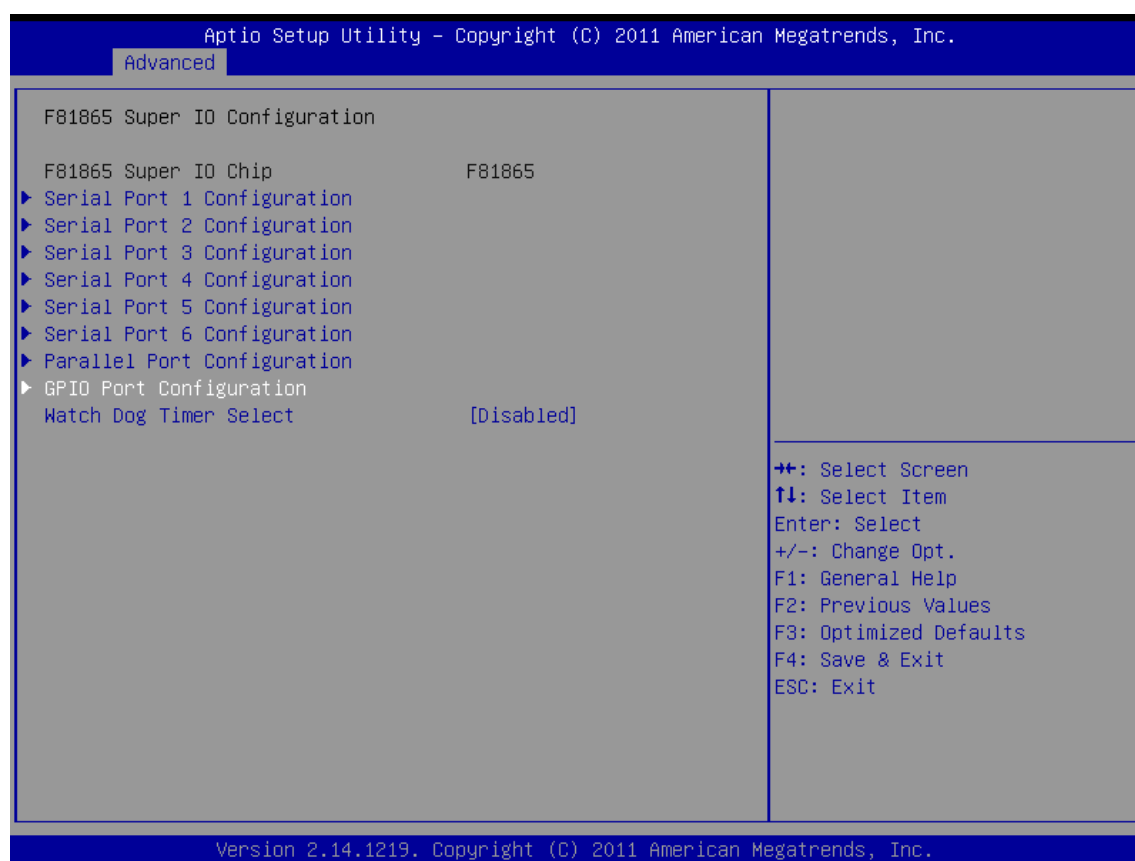 Aptio Setup Utility – Copyright (C) 2011 American Megatrends, Inc.
Advanced
F81865 Super IO Configuration
F81865 Super IO Chip F81865
Serial Port 1 Configuration
Serial Port 2 Configuration
Serial Port 3 Configuration
Serial Port 4 Configuration
Serial Port 5 Configuration
Serial Port 6 Configuration
Parallel Port Configuration
GPIO Port Configuration
Watch Dog Timer Select [Disabled]
→←: Select Screen
↑↓: Select Item
Enter: Select
+/-: Change Opt.
F1: General Help
F2: Previous Values
F3: Optimized Defaults
F4: Save & Exit
ESC: Exit
Version 2.14.1219. Copyright (C) 2011 American Megatrends, Inc.